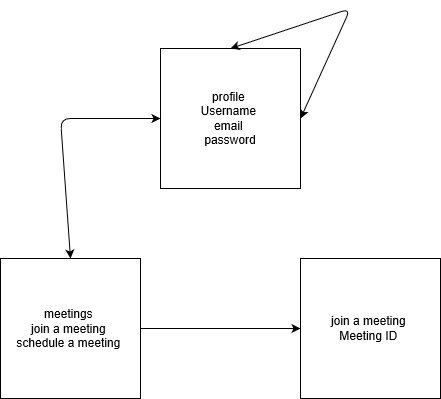 profile
Username
email
password
meetings
join a meeting
schedule a meeting
join a meeting
Meeting ID